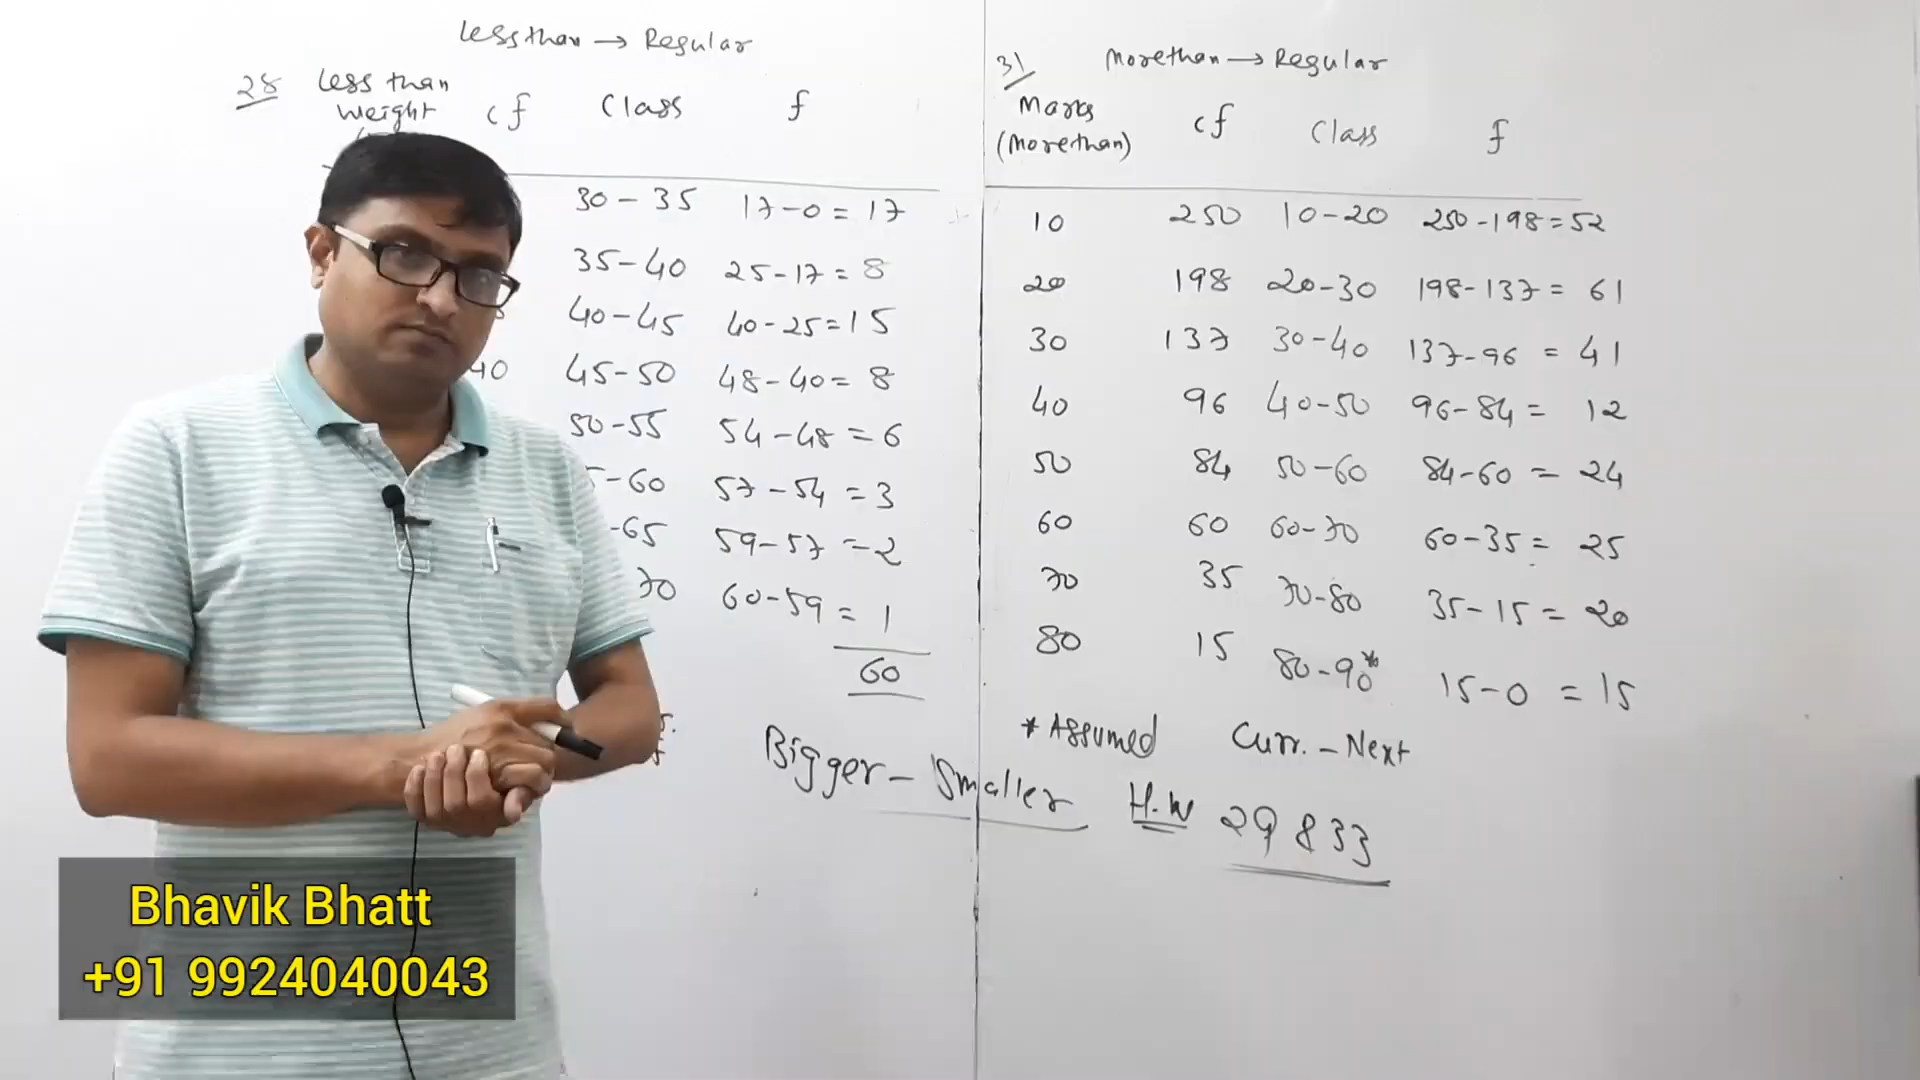 Lessthan → Regular
28 Less than weight cf Class f
30 - 35 17-0 = 17
35-40 25-17 = 8
40-45 40-25=15
40 45-50 48-40= 8
50-55 54-48 = 6
-60 57-54 = 3
-65 59-57 = 2
70 60-59 = 1
60
Bigger - Smaller
31 Morethan → Regular
Marks (Morethan) cf Class f
10 250 10-20 250-198=52
20 198 20-30 198-137= 61
30 137 30-40 137-96 = 41
40 96 40-50 96-84= 12
50 84 50-60 84-60 = 24
60 60 60-70 60-35= 25
70 35 70-80 35-15= 20
80 15 80-90* 15-0 = 15
* Assumed Curr. - Next
H.W 29 & 33
Bhavik Bhatt
+91 9924040043